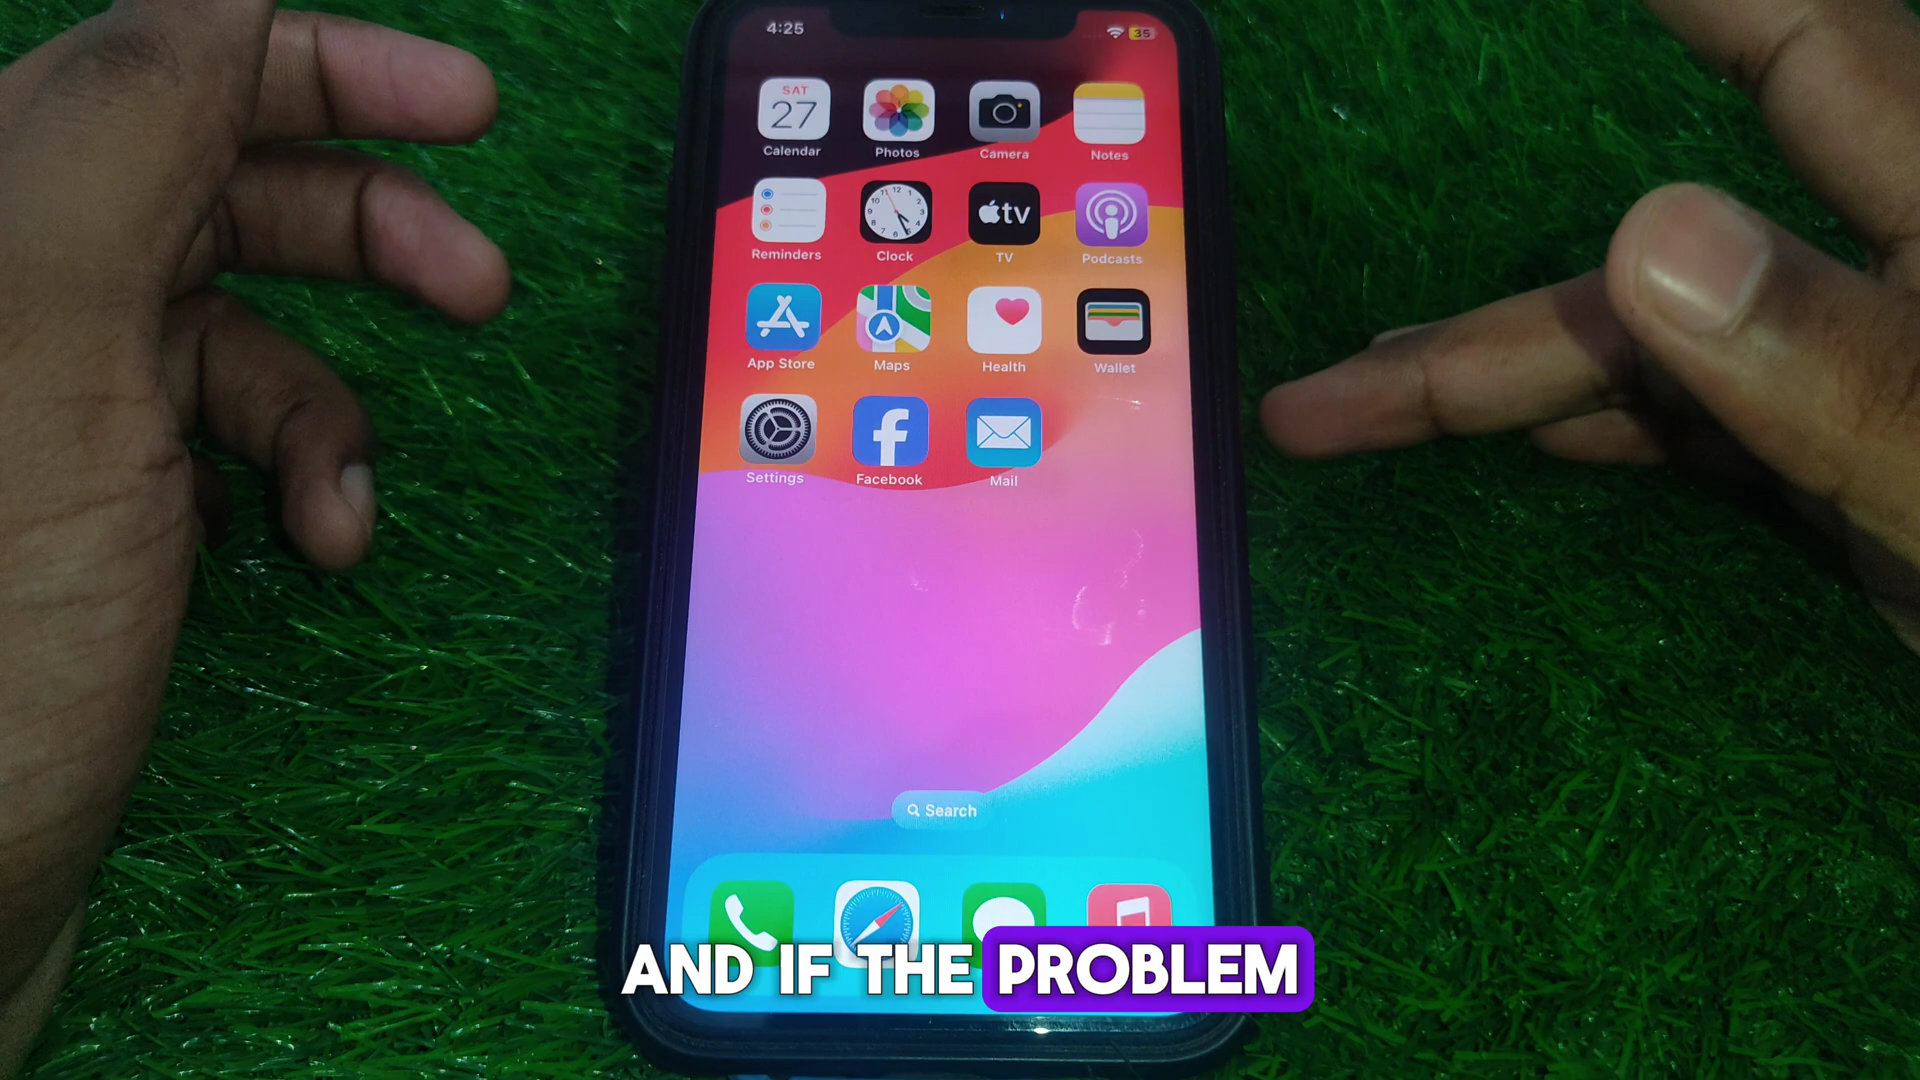 4:25
35
SAT
27
Calendar
Photos
Camera
Notes
Reminders
Clock
tv
TV
Podcasts
App Store
Maps
Health
Wallet
Settings
f
Facebook
Mail
Search
AND IF THE PROBLEM